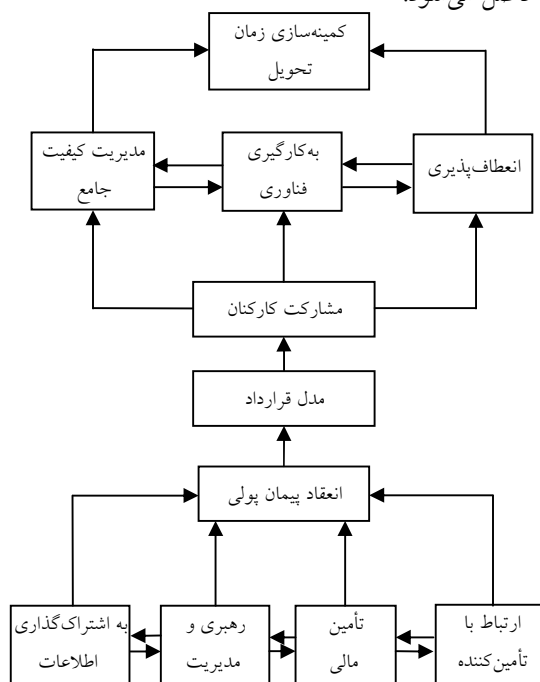 کمینه‌سازی زمان
تحویل
انعطاف‌پذیری
به‌کارگیری
فناوری
مدیریت کیفیت
جامع
مشارکت کارکنان
مدل قرارداد
انعقاد پیمان پولی
ارتباط با
تأمین‌کننده
تأمین
مالی
رهبری و
مدیریت
به اشتراک‌گذاری
اطلاعات